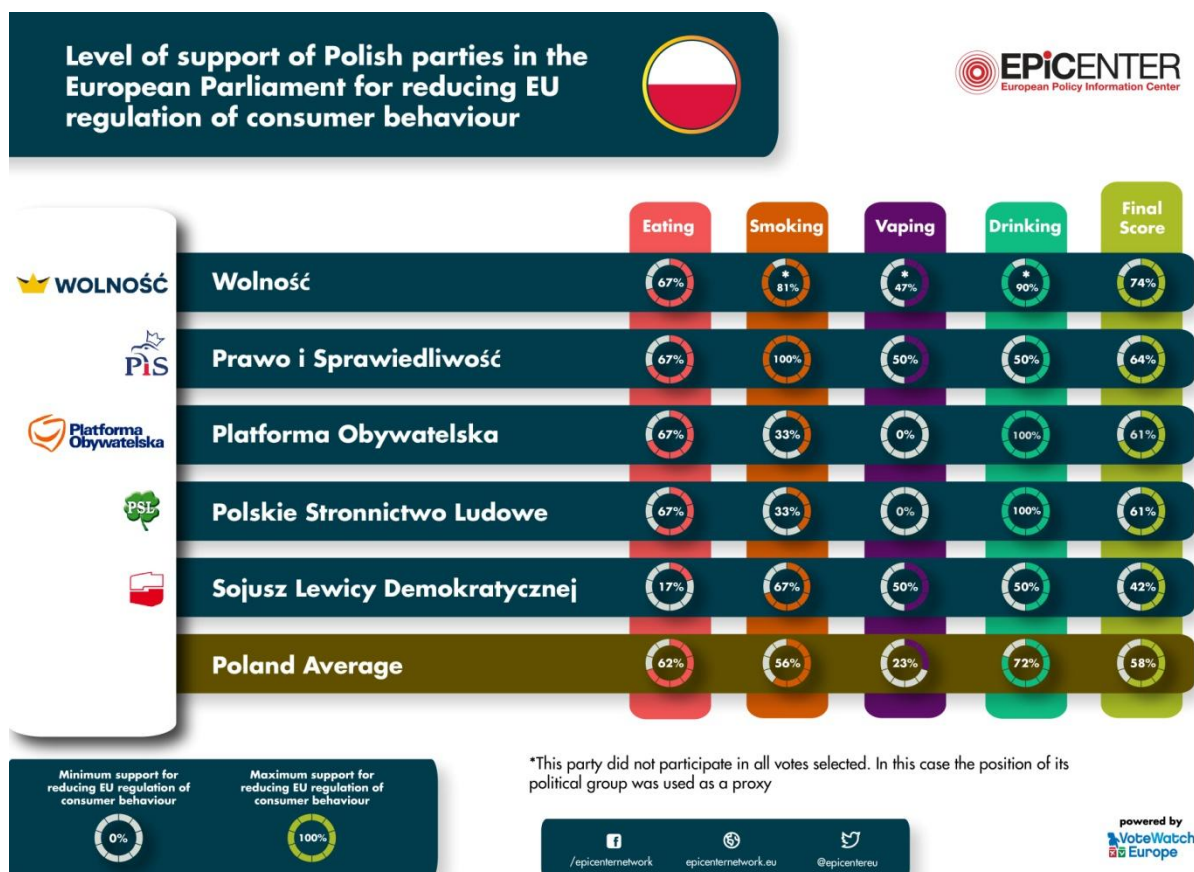 Level of support of Polish parties in the
European Parliament for reducing EU
regulation of consumer behaviour
EPiCENTER
European Policy Information Center
Eating
Smoking
Vaping
Drinking
Final
Score
WOLNOŚĆ
Wolność
67%
*
81%
*
47%
*
90%
74%
PiS
Prawo i Sprawiedliwość
67%
100%
50%
50%
64%
Platforma
Obywatelska
Platforma Obywatelska
67%
33%
0%
100%
61%
PSL
Polskie Stronnictwo Ludowe
67%
33%
0%
100%
61%
Sojusz Lewicy Demokratycznej
17%
67%
50%
50%
42%
Poland Average
62%
56%
23%
72%
58%
Minimum support for
reducing EU regulation of
consumer behaviour
0%
Maximum support for
reducing EU regulation of
consumer behaviour
100%
*This party did not participate in all votes selected. In this case the position of its
political group was used as a proxy
/epicenternetwork
epicenternetwork.eu
@epicentereu
powered by
VoteWatch
Europe